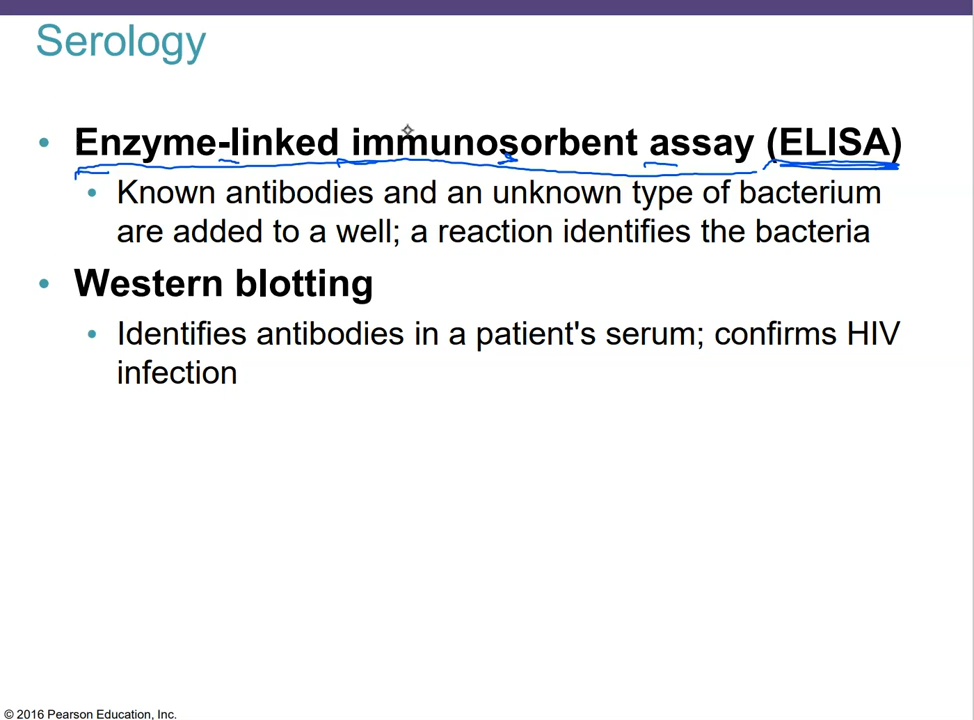 Serology
• Enzyme-linked immunosorbent assay (ELISA)
• Known antibodies and an unknown type of bacterium
are added to a well; a reaction identifies the bacteria
• Western blotting
• Identifies antibodies in a patient's serum; confirms HIV
infection
© 2016 Pearson Education, Inc.